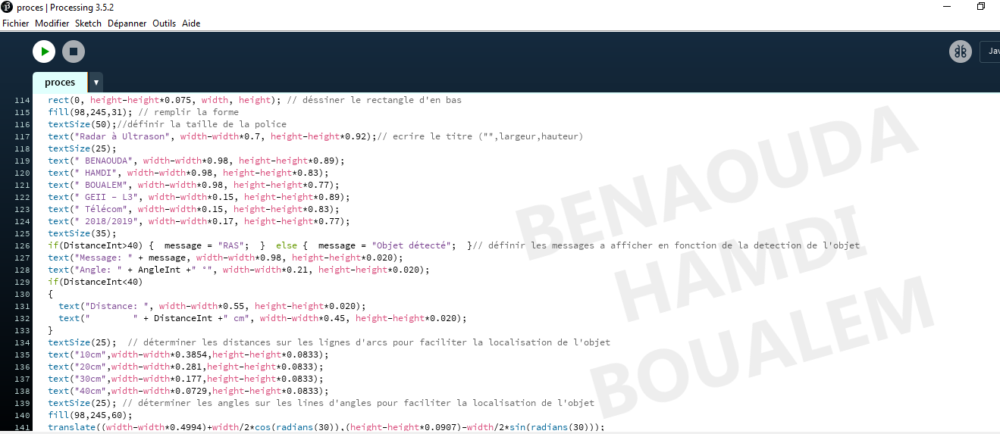 proces | Processing 3.5.2
Fichier Modifier Sketch Dépanner Outils Aide
Jav
proces ▼
114 rect(0, height-height*0.075, width, height); // déssiner le rectangle d'en bas
115 fill(98,245,31); // remplir la forme
116 textSize(50);//définir la taille de la police
117 text("Radar à Ultrason", width-width*0.7, height-height*0.92);// ecrire le titre ("",largeur,hauteur)
118 textSize(25);
119 text(" BENAOUDA", width-width*0.98, height-height*0.89);
120 text(" HAMDI", width-width*0.98, height-height*0.83);
121 text(" BOUALEM", width-width*0.98, height-height*0.77);
122 text(" GEII - L3", width-width*0.15, height-height*0.89);
123 text(" Télécom", width-width*0.15, height-height*0.83);
124 text(" 2018/2019", width-width*0.17, height-height*0.77);
125 textSize(35);
126 if(DistanceInt>40) {  message = "RAS";  }  else {  message = "Objet détecté";  }// définir les messages a afficher en fonction de la detection de l'objet
127 text("Message: " + message, width-width*0.98, height-height*0.020);
128 text("Angle: " + AngleInt +" °", width-width*0.21, height-height*0.020);
129 if(DistanceInt<40)
130 {
131   text("Distance: ", width-width*0.55, height-height*0.020);
132   text("        " + DistanceInt +" cm", width-width*0.45, height-height*0.020);
133 }
134 textSize(25);  // déterminer les distances sur les lignes d'arcs pour faciliter la localisation de l'objet
135 text("10cm",width-width*0.3854,height-height*0.0833);
136 text("20cm",width-width*0.281,height-height*0.0833);
137 text("30cm",width-width*0.177,height-height*0.0833);
138 text("40cm",width-width*0.0729,height-height*0.0833);
139 textSize(25); // déterminer les angles sur les lines d'angles pour faciliter la localisation de l'objet
140 fill(98,245,60);
141 translate((width-width*0.4994)+width/2*cos(radians(30)),(height-height*0.0907)-width/2*sin(radians(30)));
BENAOUDA
HAMDI
BOUALEM